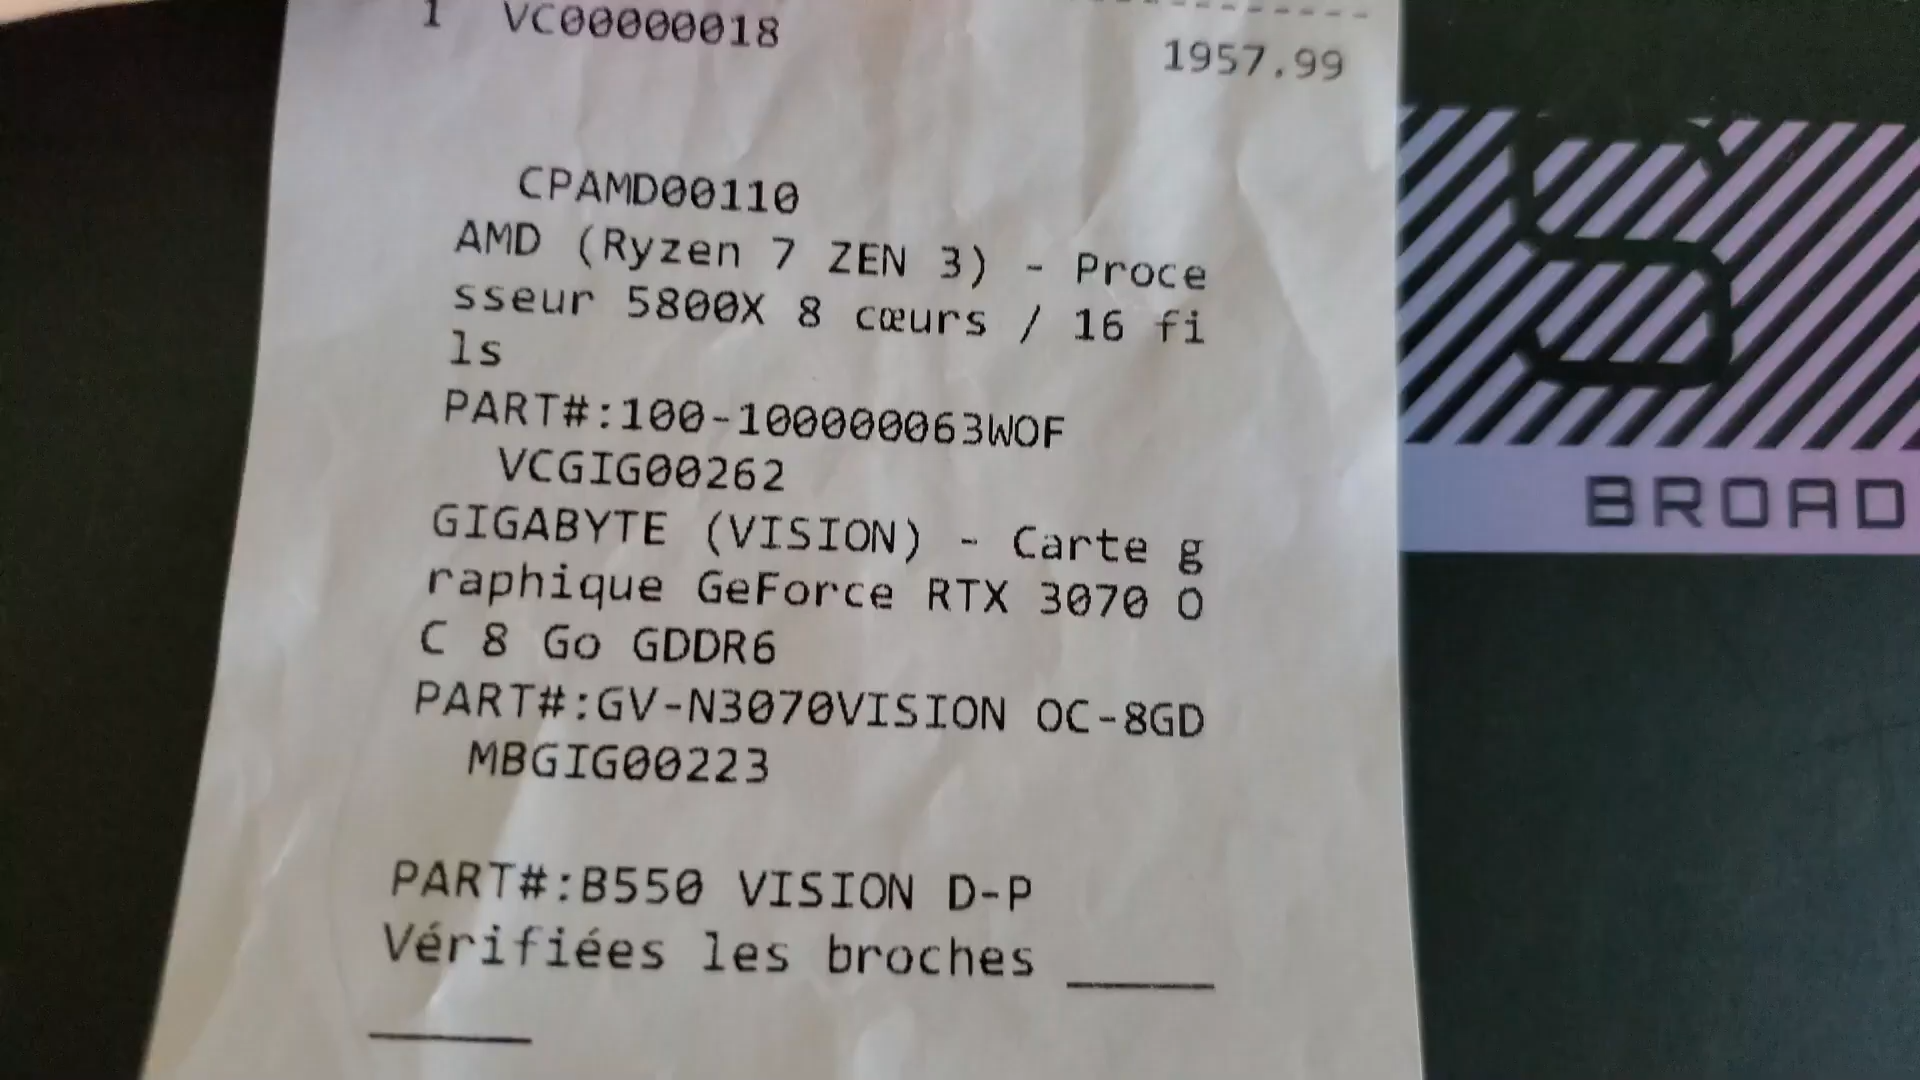 1 VC00000018
1957.99
CPAMD00110
AMD (Ryzen 7 ZEN 3) - Proce
sseur 5800X 8 cœurs / 16 fi
ls
PART#:100-100000063WOF
VCGIG00262
GIGABYTE (VISION) - Carte g
raphique GeForce RTX 3070 O
C 8 Go GDDR6
PART#:GV-N3070VISION OC-8GD
MBGIG00223
PART#:B550 VISION D-P
Vérifiées les broches _____
_____
BROAD